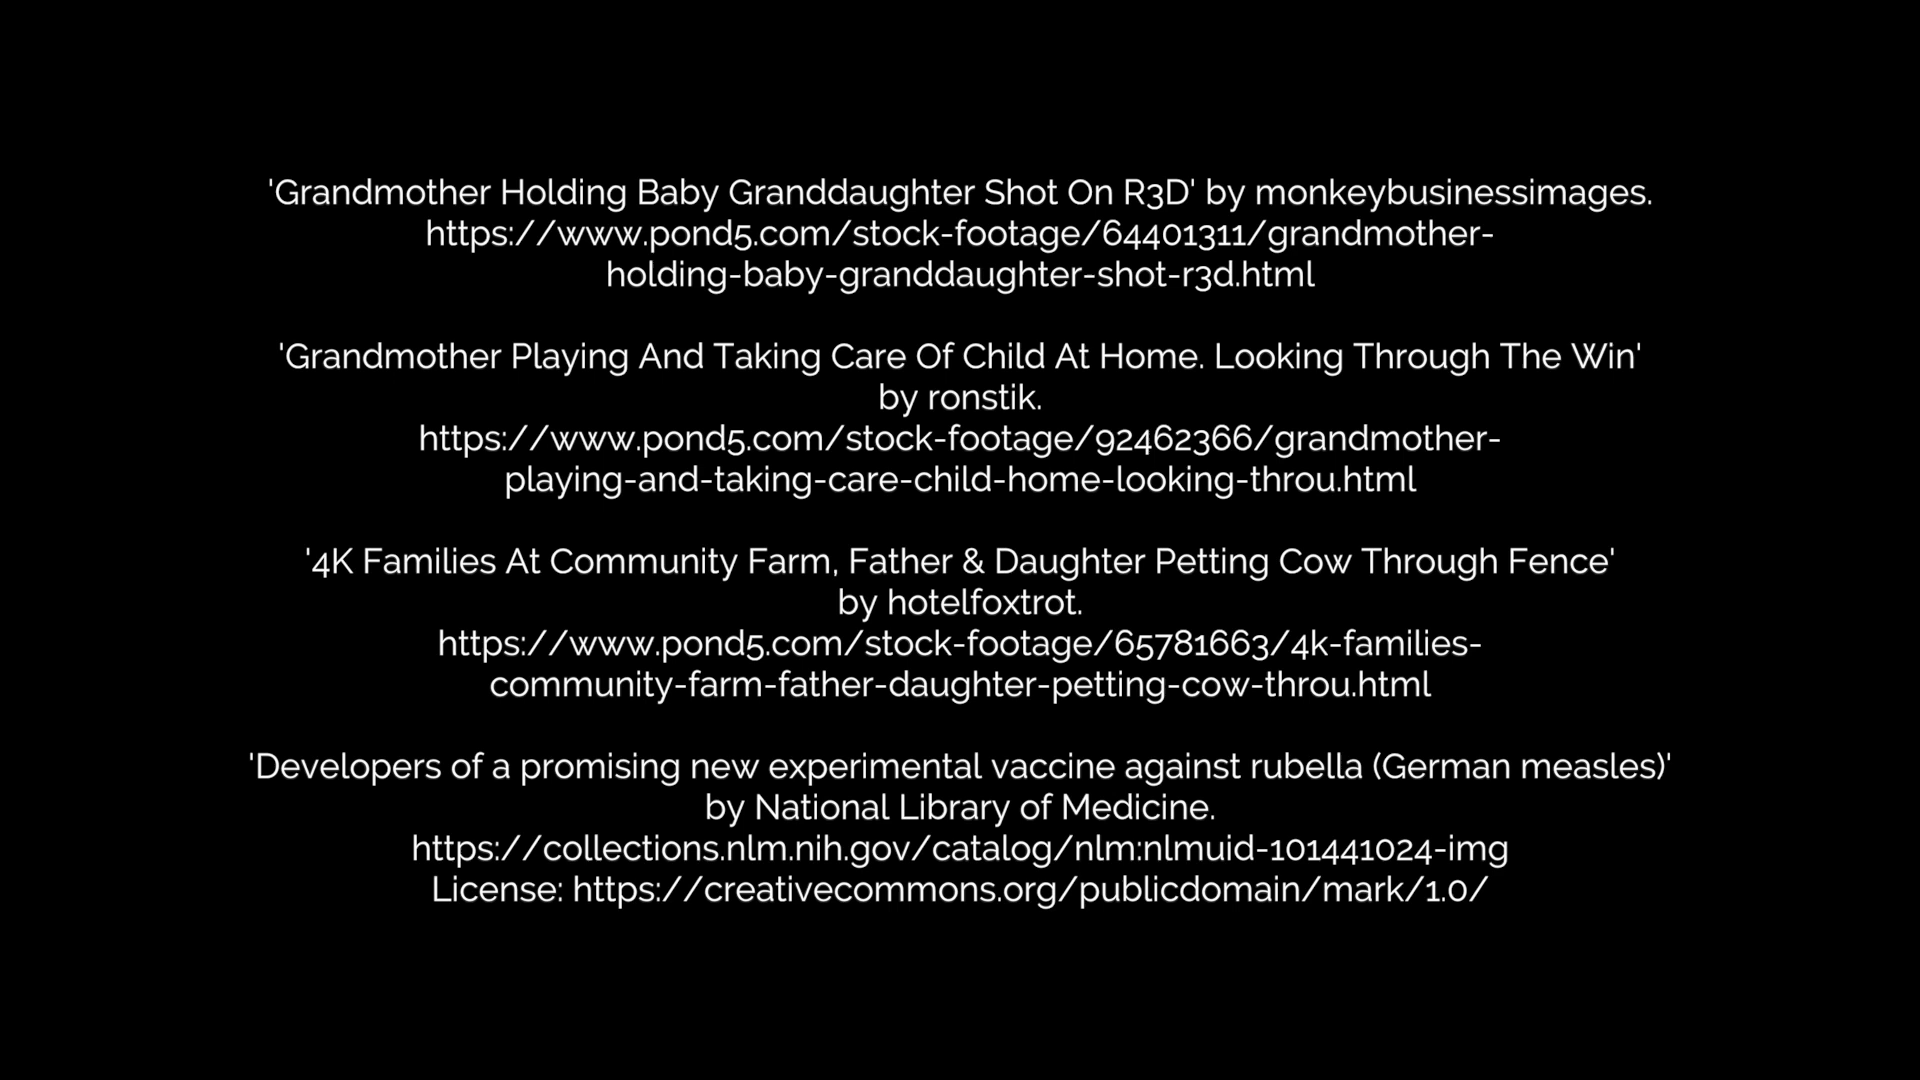 'Grandmother Holding Baby Granddaughter Shot On R3D' by monkeybusinessimages.
https://www.pond5.com/stock-footage/64401311/grandmother-
holding-baby-granddaughter-shot-r3d.html
'Grandmother Playing And Taking Care Of Child At Home. Looking Through The Win'
by ronstik.
https://www.pond5.com/stock-footage/92462366/grandmother-
playing-and-taking-care-child-home-looking-throu.html
'4K Families At Community Farm, Father & Daughter Petting Cow Through Fence'
by hotelfoxtrot.
https://www.pond5.com/stock-footage/65781663/4k-families-
community-farm-father-daughter-petting-cow-throu.html
'Developers of a promising new experimental vaccine against rubella (German measles)'
by National Library of Medicine.
https://collections.nlm.nih.gov/catalog/nlm:nlmuid-101441024-img
License: https://creativecommons.org/publicdomain/mark/1.0/